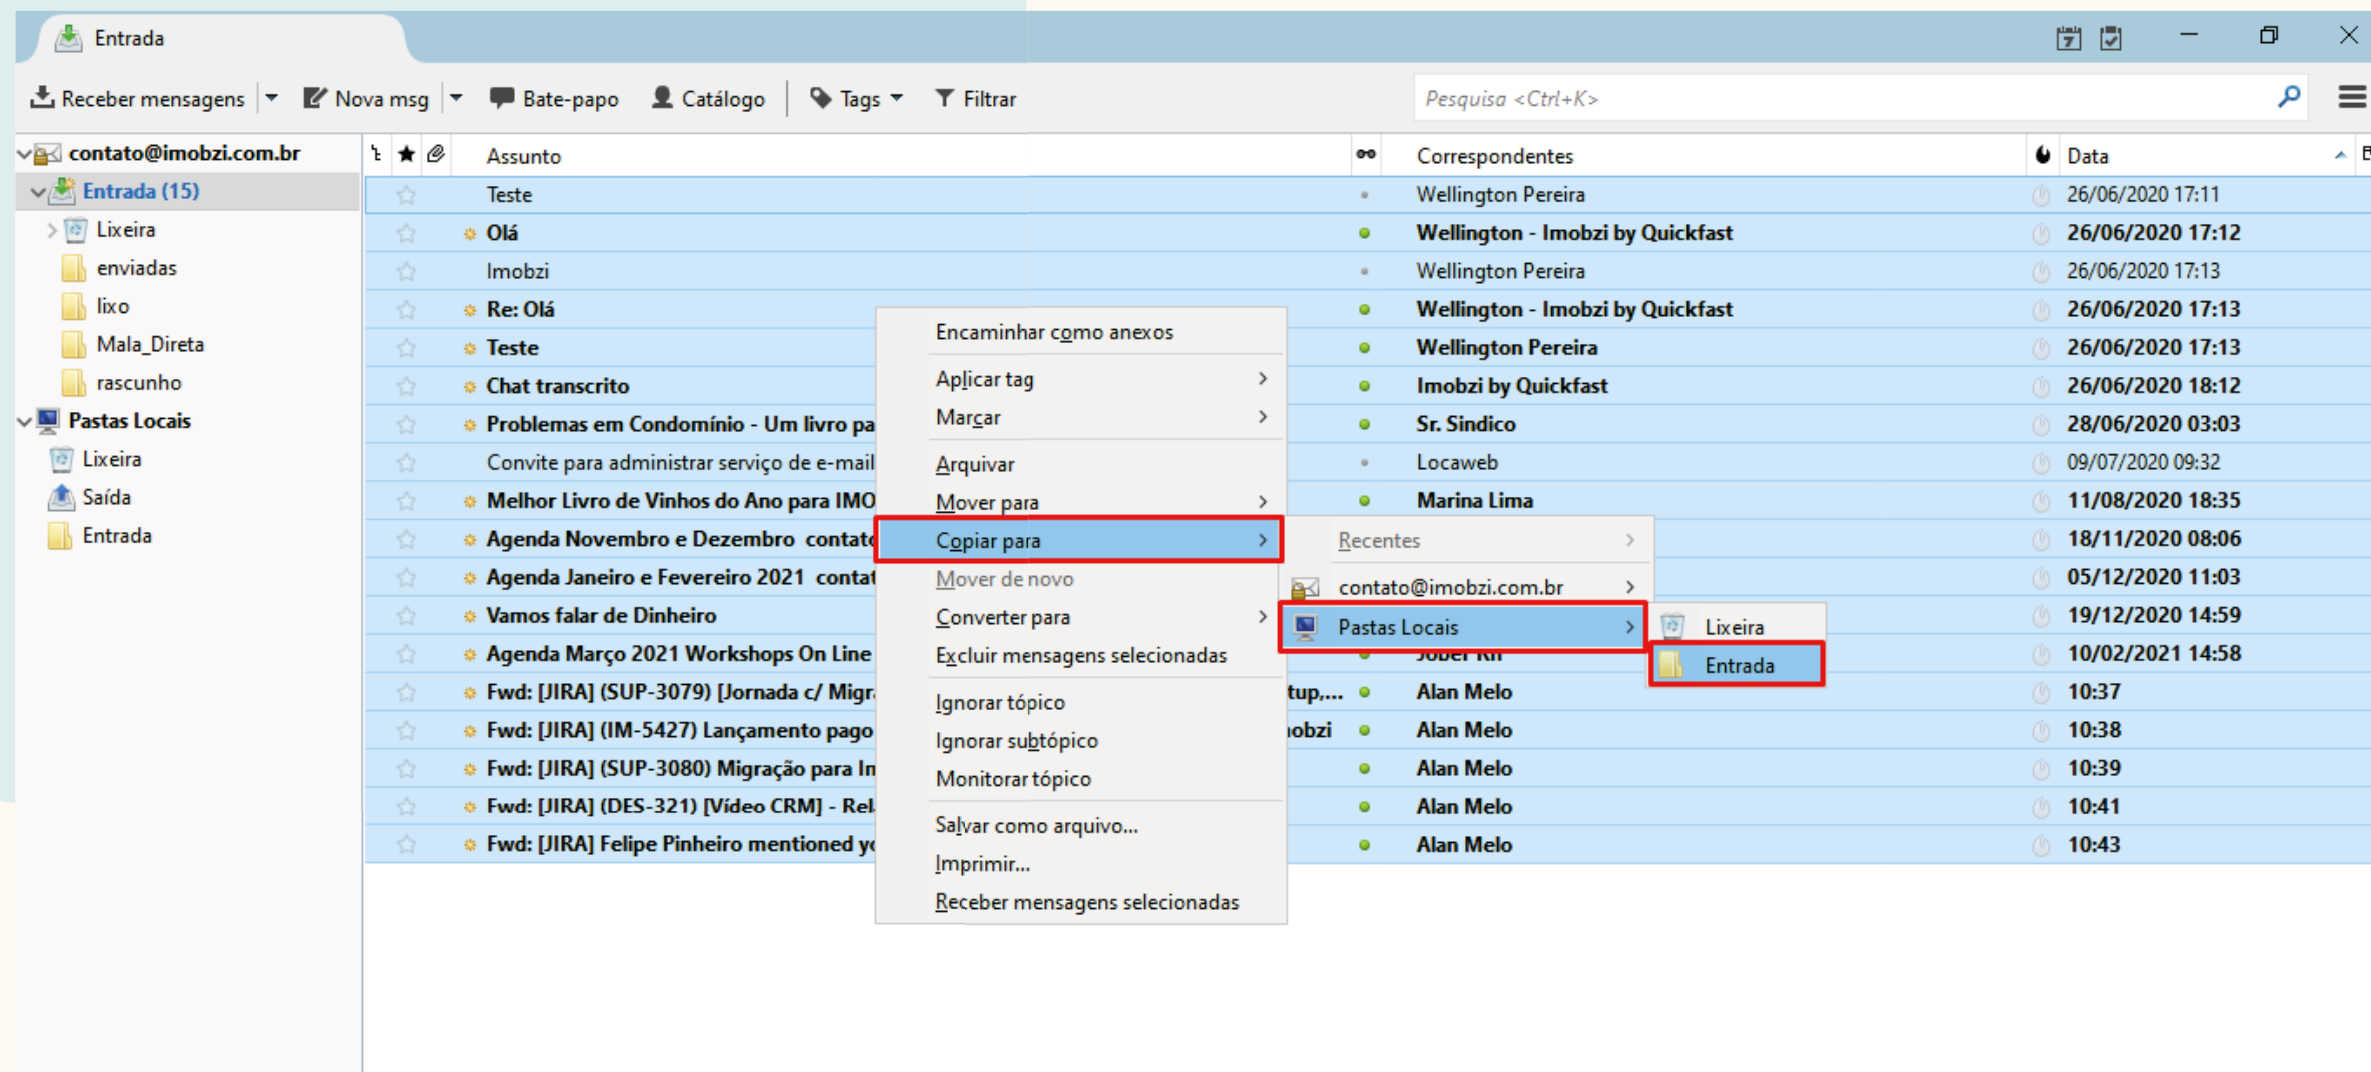 Entrada
Receber mensagens Nova msg Bate-papo Catálogo Tags Filtrar Pesquisa <Ctrl+K>
contato@imobzi.com.br
Entrada (15)
Lixeira
enviadas
lixo
Mala_Direta
rascunho
Pastas Locais
Lixeira
Saída
Entrada
Assunto Correspondentes Data
Teste Wellington Pereira 26/06/2020 17:11
Olá Wellington - Imobzi by Quickfast 26/06/2020 17:12
Imobzi Wellington Pereira 26/06/2020 17:13
Re: Olá Wellington - Imobzi by Quickfast 26/06/2020 17:13
Teste Wellington Pereira 26/06/2020 17:13
Chat transcrito Imobzi by Quickfast 26/06/2020 18:12
Problemas em Condomínio - Um livro pa Sr. Sindico 28/06/2020 03:03
Convite para administrar serviço de e-mail Locaweb 09/07/2020 09:32
Melhor Livro de Vinhos do Ano para IMO Marina Lima 11/08/2020 18:35
Agenda Novembro e Dezembro contato 18/11/2020 08:06
Agenda Janeiro e Fevereiro 2021 contat 05/12/2020 11:03
Vamos falar de Dinheiro 19/12/2020 14:59
Agenda Março 2021 Workshops On Line 10/02/2021 14:58
Fwd: [JIRA] (SUP-3079) [Jornada c/ Migr tup,... Alan Melo 10:37
Fwd: [JIRA] (IM-5427) Lançamento pago obzi Alan Melo 10:38
Fwd: [JIRA] (SUP-3080) Migração para Im Alan Melo 10:39
Fwd: [JIRA] (DES-321) [Vídeo CRM] - Rel Alan Melo 10:41
Fwd: [JIRA] Felipe Pinheiro mentioned yo Alan Melo 10:43
Encaminhar como anexos
Aplicar tag
Marcar
Arquivar
Mover para
Copiar para
Mover de novo
Converter para
Excluir mensagens selecionadas
Ignorar tópico
Ignorar subtópico
Monitorar tópico
Salvar como arquivo...
Imprimir...
Receber mensagens selecionadas
Recentes
contato@imobzi.com.br
Pastas Locais
Lixeira
Entrada